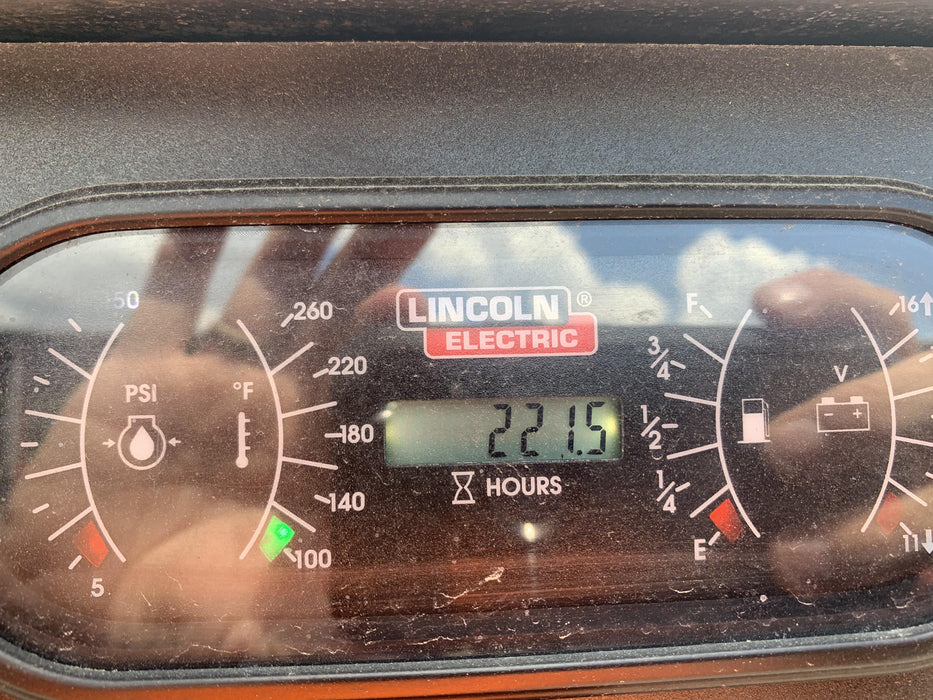 50
260
F
16
LINCOLN®
ELECTRIC
3/4
220
V
PSI
°F
221.5
1/2
180
- +
HOURS
1/4
140
100
E
11
5